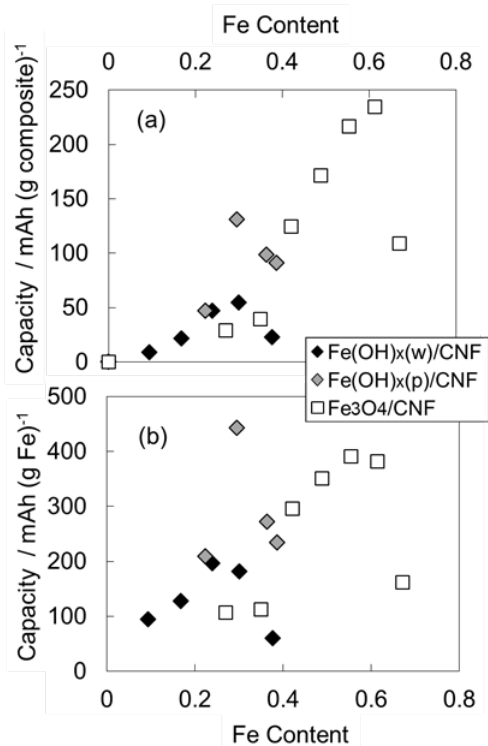 Fe Content
0 0.2 0.4 0.6 0.8
Capacity / mAh (g composite)-1
250
200
150
100
50
0
(a)
Fe(OH)x(w)/CNF
Fe(OH)x(p)/CNF
Fe3O4/CNF
Capacity / mAh (g Fe)-1
500
400
300
200
100
0
(b)
0 0.2 0.4 0.6 0.8
Fe Content